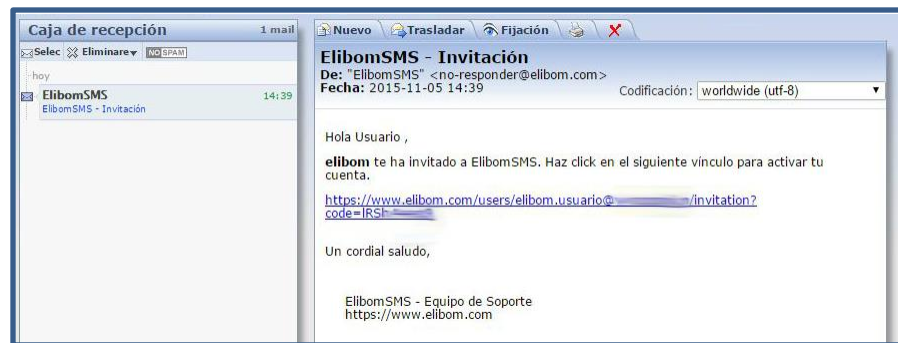 Caja de recepción 1 mail
Selec Eliminare NO SPAM
hoy
ElibomSMS 14:39
ElibomSMS - Invitación
Nuevo Trasladar Fijación
ElibomSMS - Invitación
De: "ElibomSMS" <no-responder@elibom.com>
Fecha: 2015-11-05 14:39 Codificación: worldwide (utf-8)
Hola Usuario ,
elibom te ha invitado a ElibomSMS. Haz click en el siguiente vínculo para activar tu
cuenta.
https://www.elibom.com/users/elibom.usuario@ /invitation?
code=IRSh
Un cordial saludo,
ElibomSMS - Equipo de Soporte
https://www.elibom.com